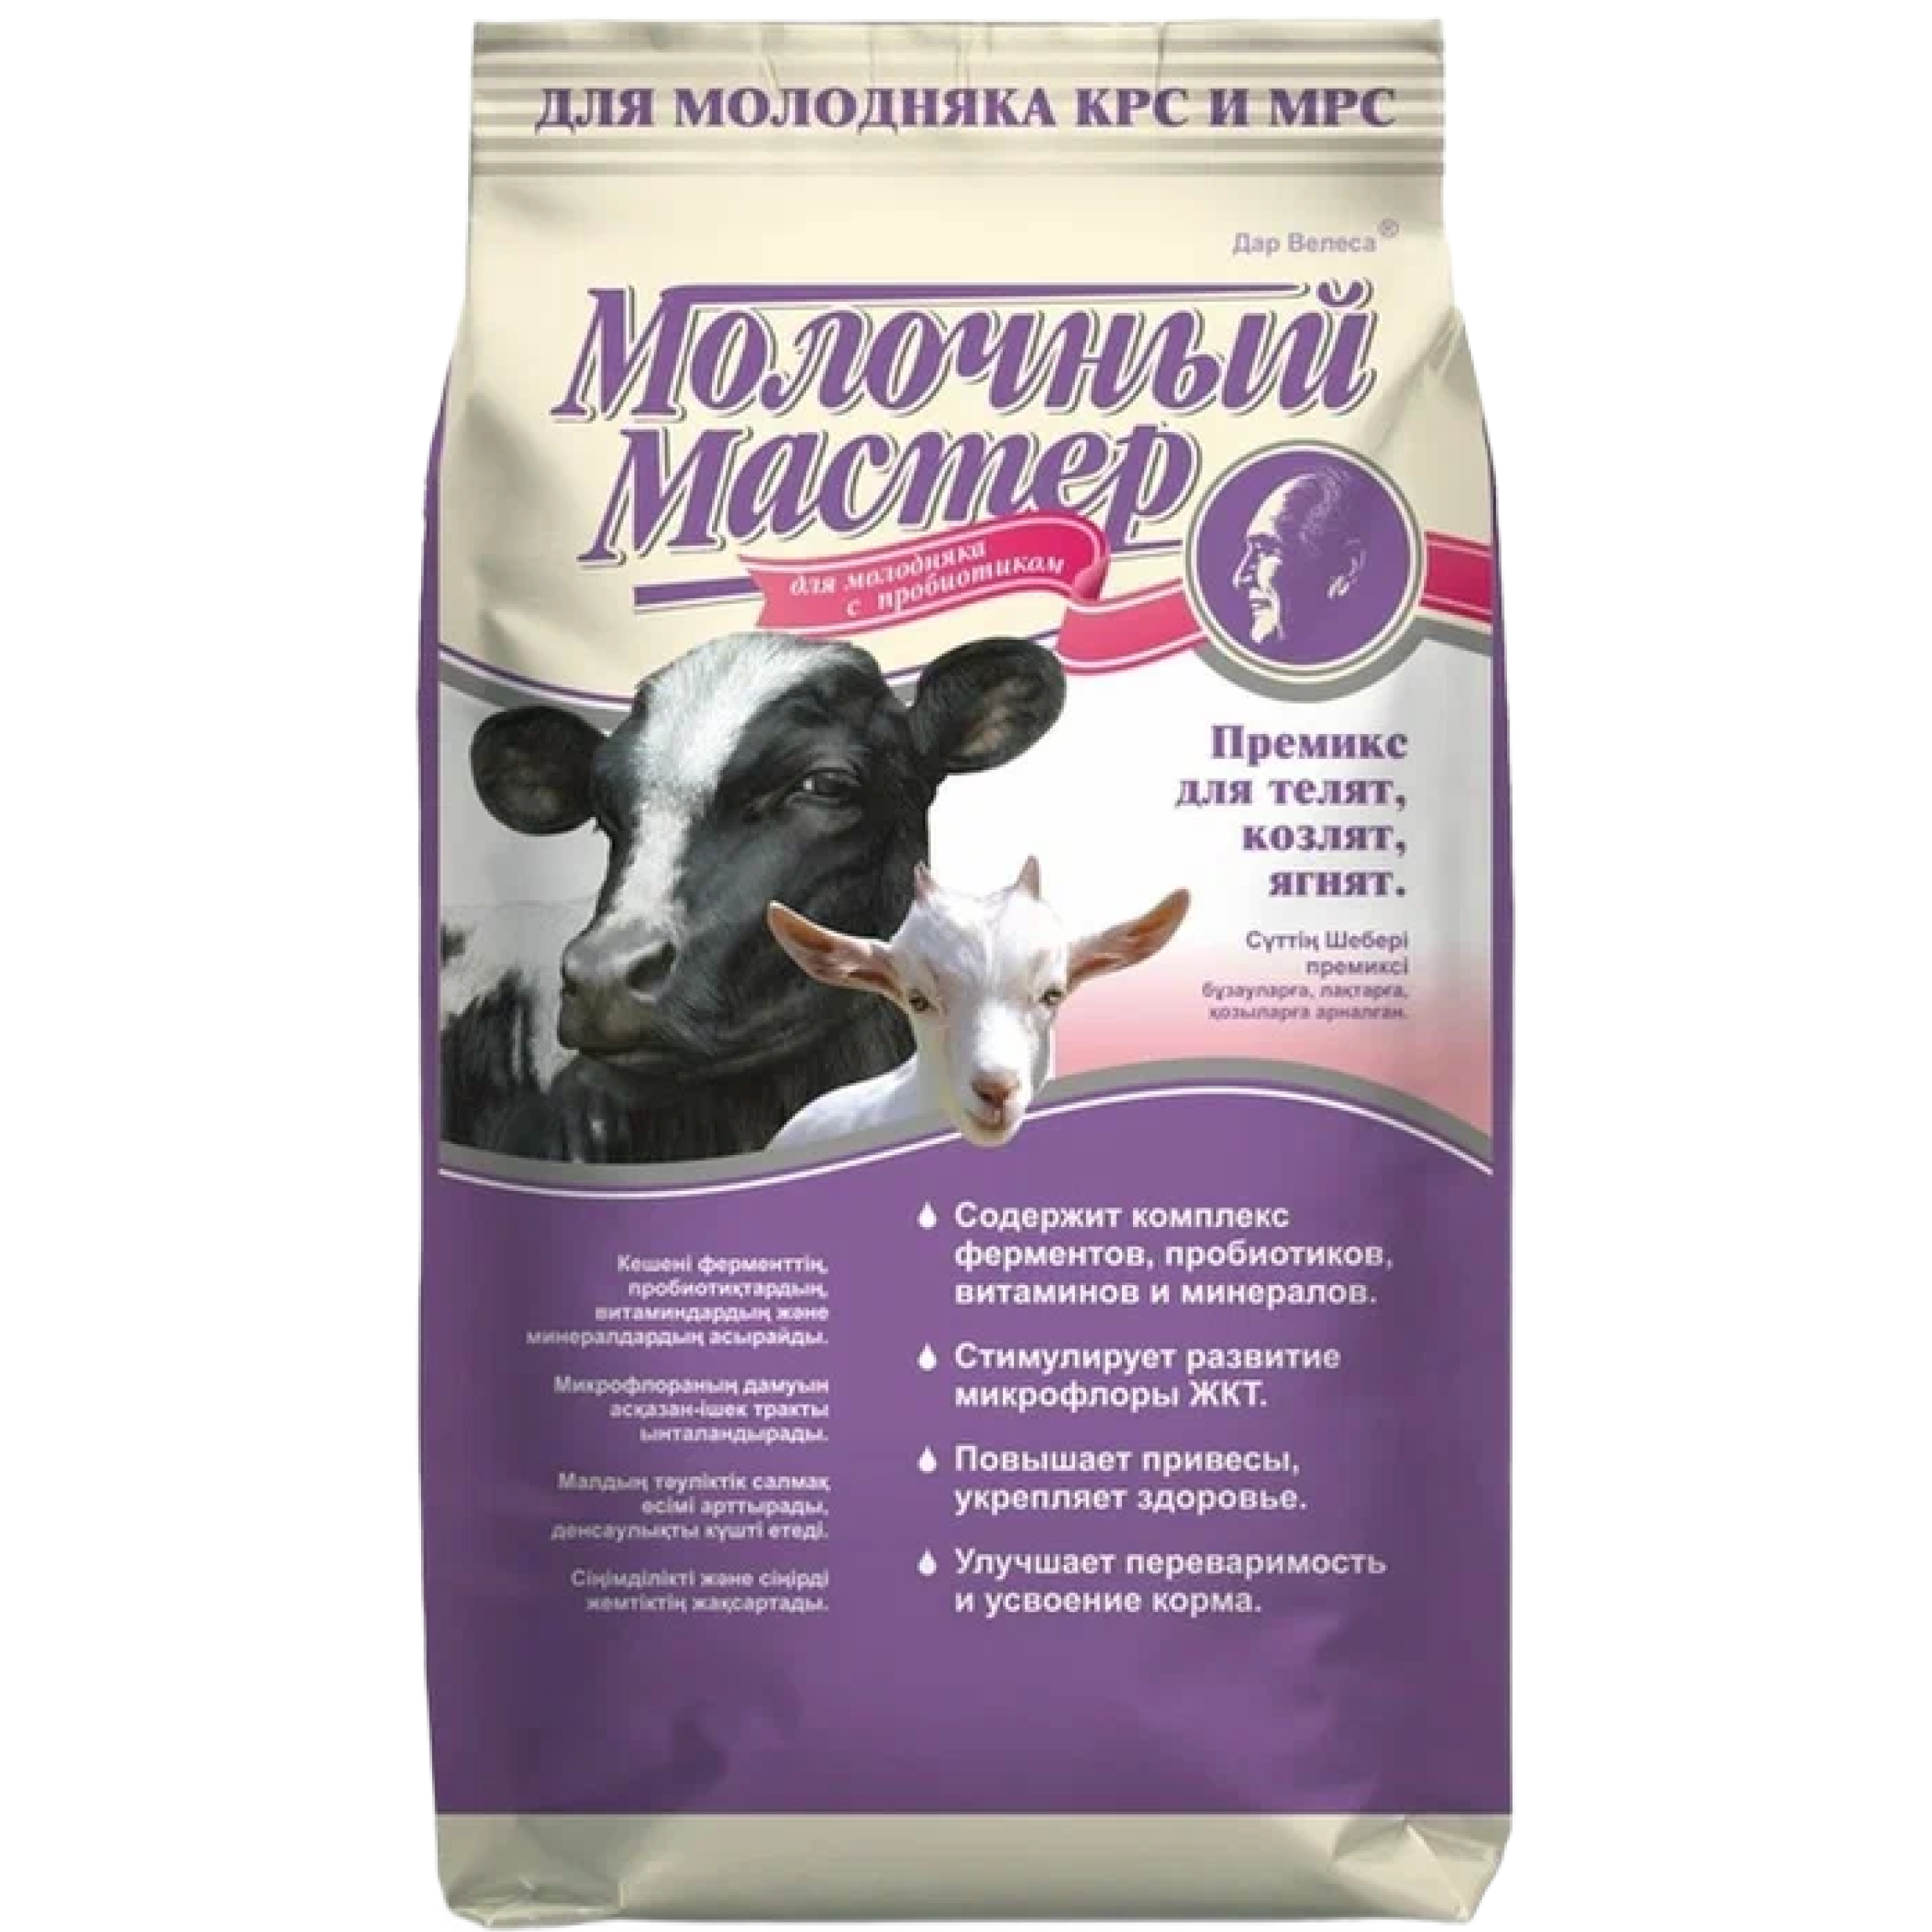 ДЛЯ МОЛОДНЯКА КРС И МРС
Дар Велеса®
Молочный
Мастер
для молодняка
с пробиотиком
Премикс
для телят,
козлят,
ягнят.
Сүттің Шебері
премиксі
бұзауларға, лақтарға,
қозыларға арналған.
Содержит комплекс
ферментов, пробиотиков,
витаминов и минералов.
Стимулирует развитие
микрофлоры ЖКТ.
Повышает привесы,
укрепляет здоровье.
Улучшает переваримость
и усвоение корма.
Кешені ферменттің,
пробиотиқтардың,
витаминдардың және
минералдардың асырайды.
Микрофлораның дамуын
асқазан-ішек тракты
ынталандырады.
Малдың тәуліктік салмақ
өсімі арттырады,
денсаулықты күшті етеді.
Сіңімділікті және сіңірді
жемтіктің жақсартады.